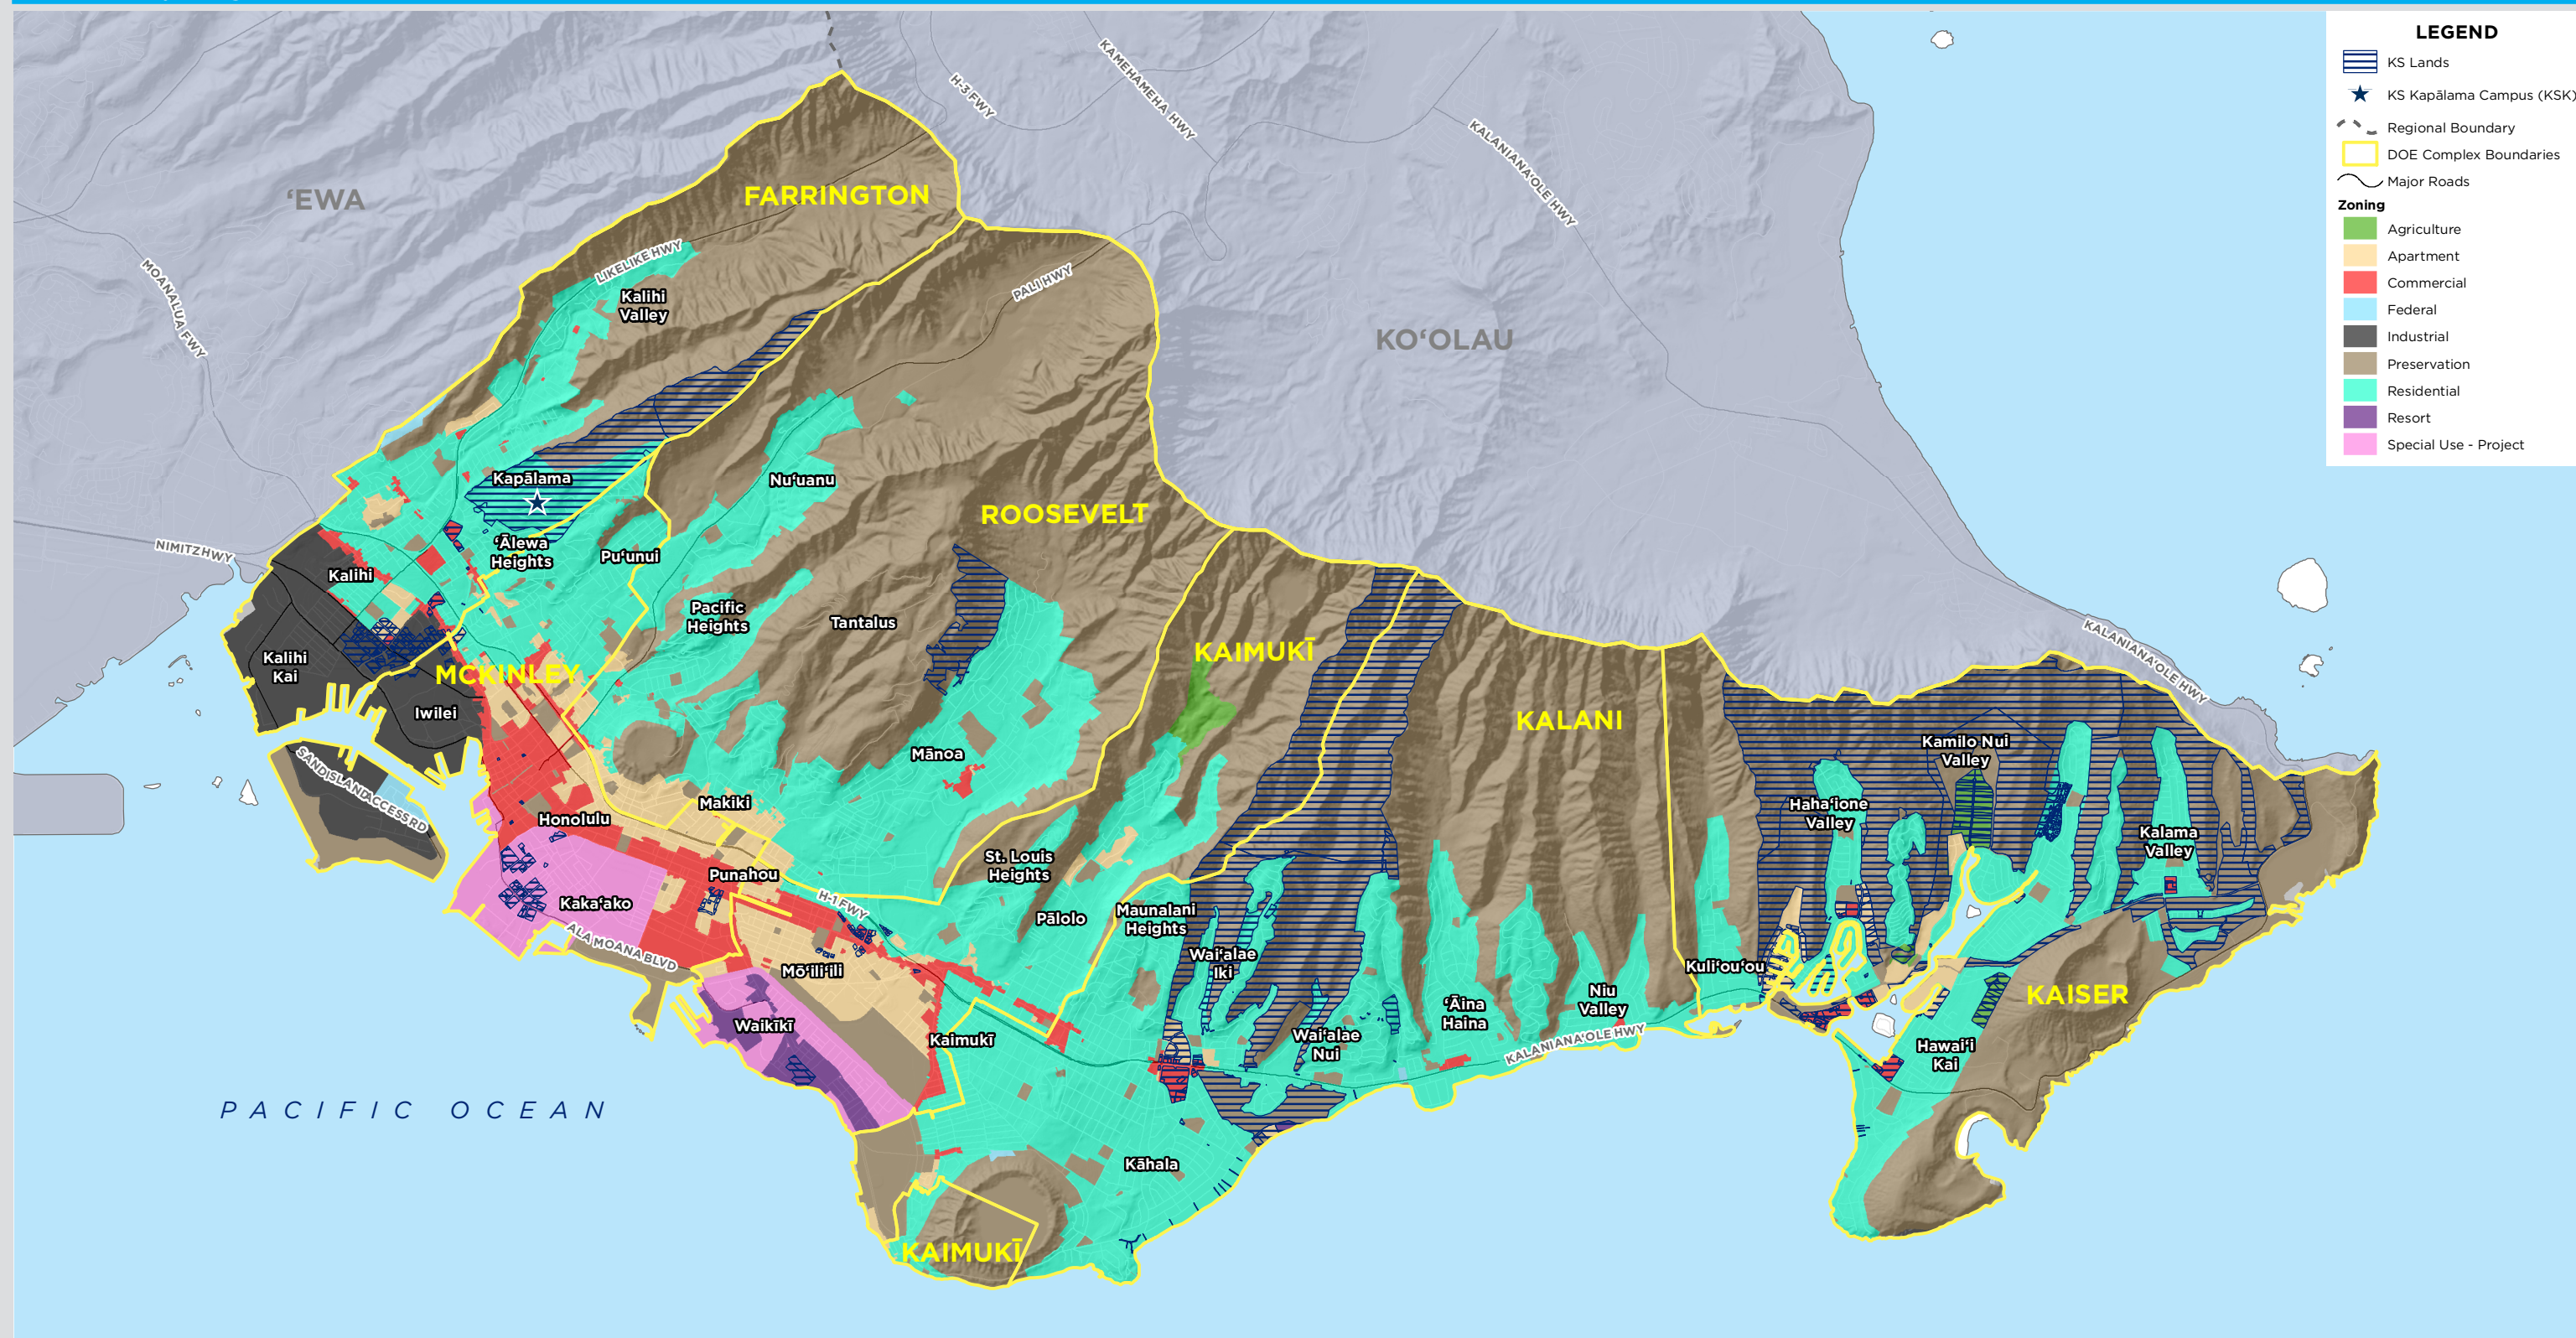 LEGEND
KS Lands
KS Kapālama Campus (KSK)
Regional Boundary
DOE Complex Boundaries
Major Roads
Zoning
Agriculture
Apartment
Commercial
Federal
Industrial
Preservation
Residential
Resort
Special Use - Project
H-3 FWY
KAMEHAMEHA HWY
KALANIANAʻOLE HWY
ʻEWA
FARRINGTON
MOANALUA FWY
LIKELIKE HWY
Kalihi
Valley
PALI HWY
KOʻOLAU
Kapālama
Nuʻuanu
ROOSEVELT
NIMITZ HWY
ʻĀlewa
Heights
Puʻunui
Kalihi
Pacific
Heights
Tantalus
KAIMUKĪ
KALANIANAʻOLE HWY
Kalihi
Kai
MCKINLEY
Iwilei
KALANI
Mānoa
Kamilo Nui
Valley
SAND ISLAND ACCESS RD
Honolulu
Makiki
Hahaʻione
Valley
Kalama
Valley
St. Louis
Heights
Punahou
Kakaʻako
H-1 FWY
Pālolo
Maunalani
Heights
ALA MOANA BLVD
Mōʻiliʻili
Waiʻalae
Iki
Kuliʻouʻou
KAISER
Niu
Valley
ʻĀina
Haina
Waikīkī
Kaimukī
Waiʻalae
Nui
KALANIANAʻOLE HWY
Hawaiʻi
Kai
PACIFIC OCEAN
Kāhala
KAIMUKĪ